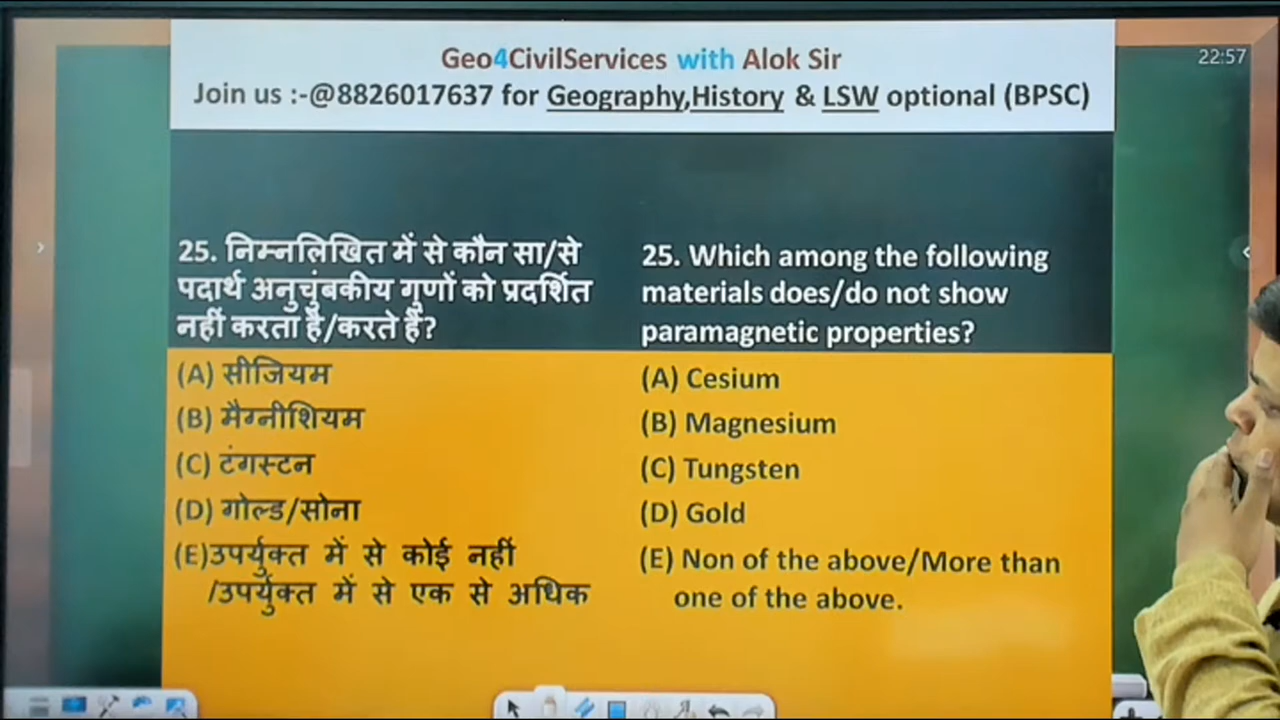 Geo4CivilServices with Alok Sir
Join us :-@8826017637 for Geography,History & LSW optional (BPSC)
22:57
25. निम्नलिखित में से कौन सा/से
पदार्थ अनुचुंबकीय गुणों को प्रदर्शित
नहीं करता है/करते हैं?
(A) सीजियम
(B) मैग्नीशियम
(C) टंगस्टन
(D) गोल्ड/सोना
(E)उपर्युक्त में से कोई नहीं
/उपर्युक्त में से एक से अधिक
25. Which among the following
materials does/do not show
paramagnetic properties?
(A) Cesium
(B) Magnesium
(C) Tungsten
(D) Gold
(E) Non of the above/More than
one of the above.